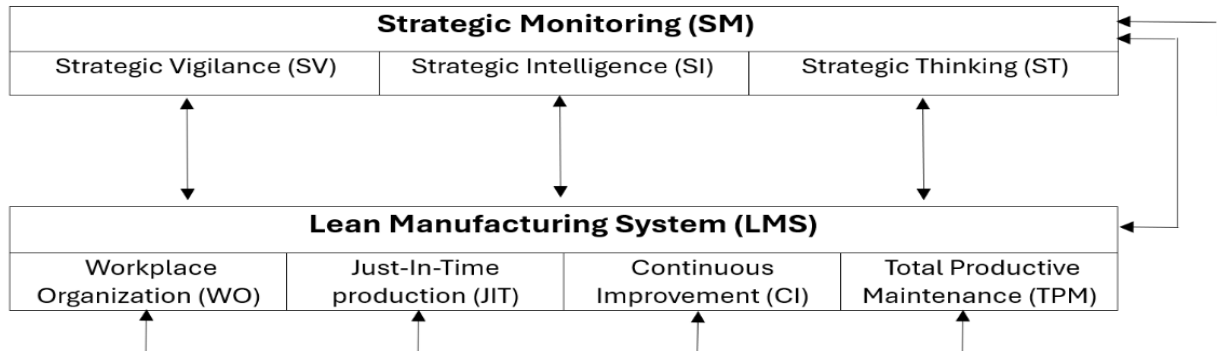 Strategic Monitoring (SM)
Strategic Vigilance (SV)
Strategic Intelligence (SI)
Strategic Thinking (ST)
Lean Manufacturing System (LMS)
Workplace
Organization (WO)
Just-In-Time
production (JIT)
Continuous
Improvement (CI)
Total Productive
Maintenance (TPM)